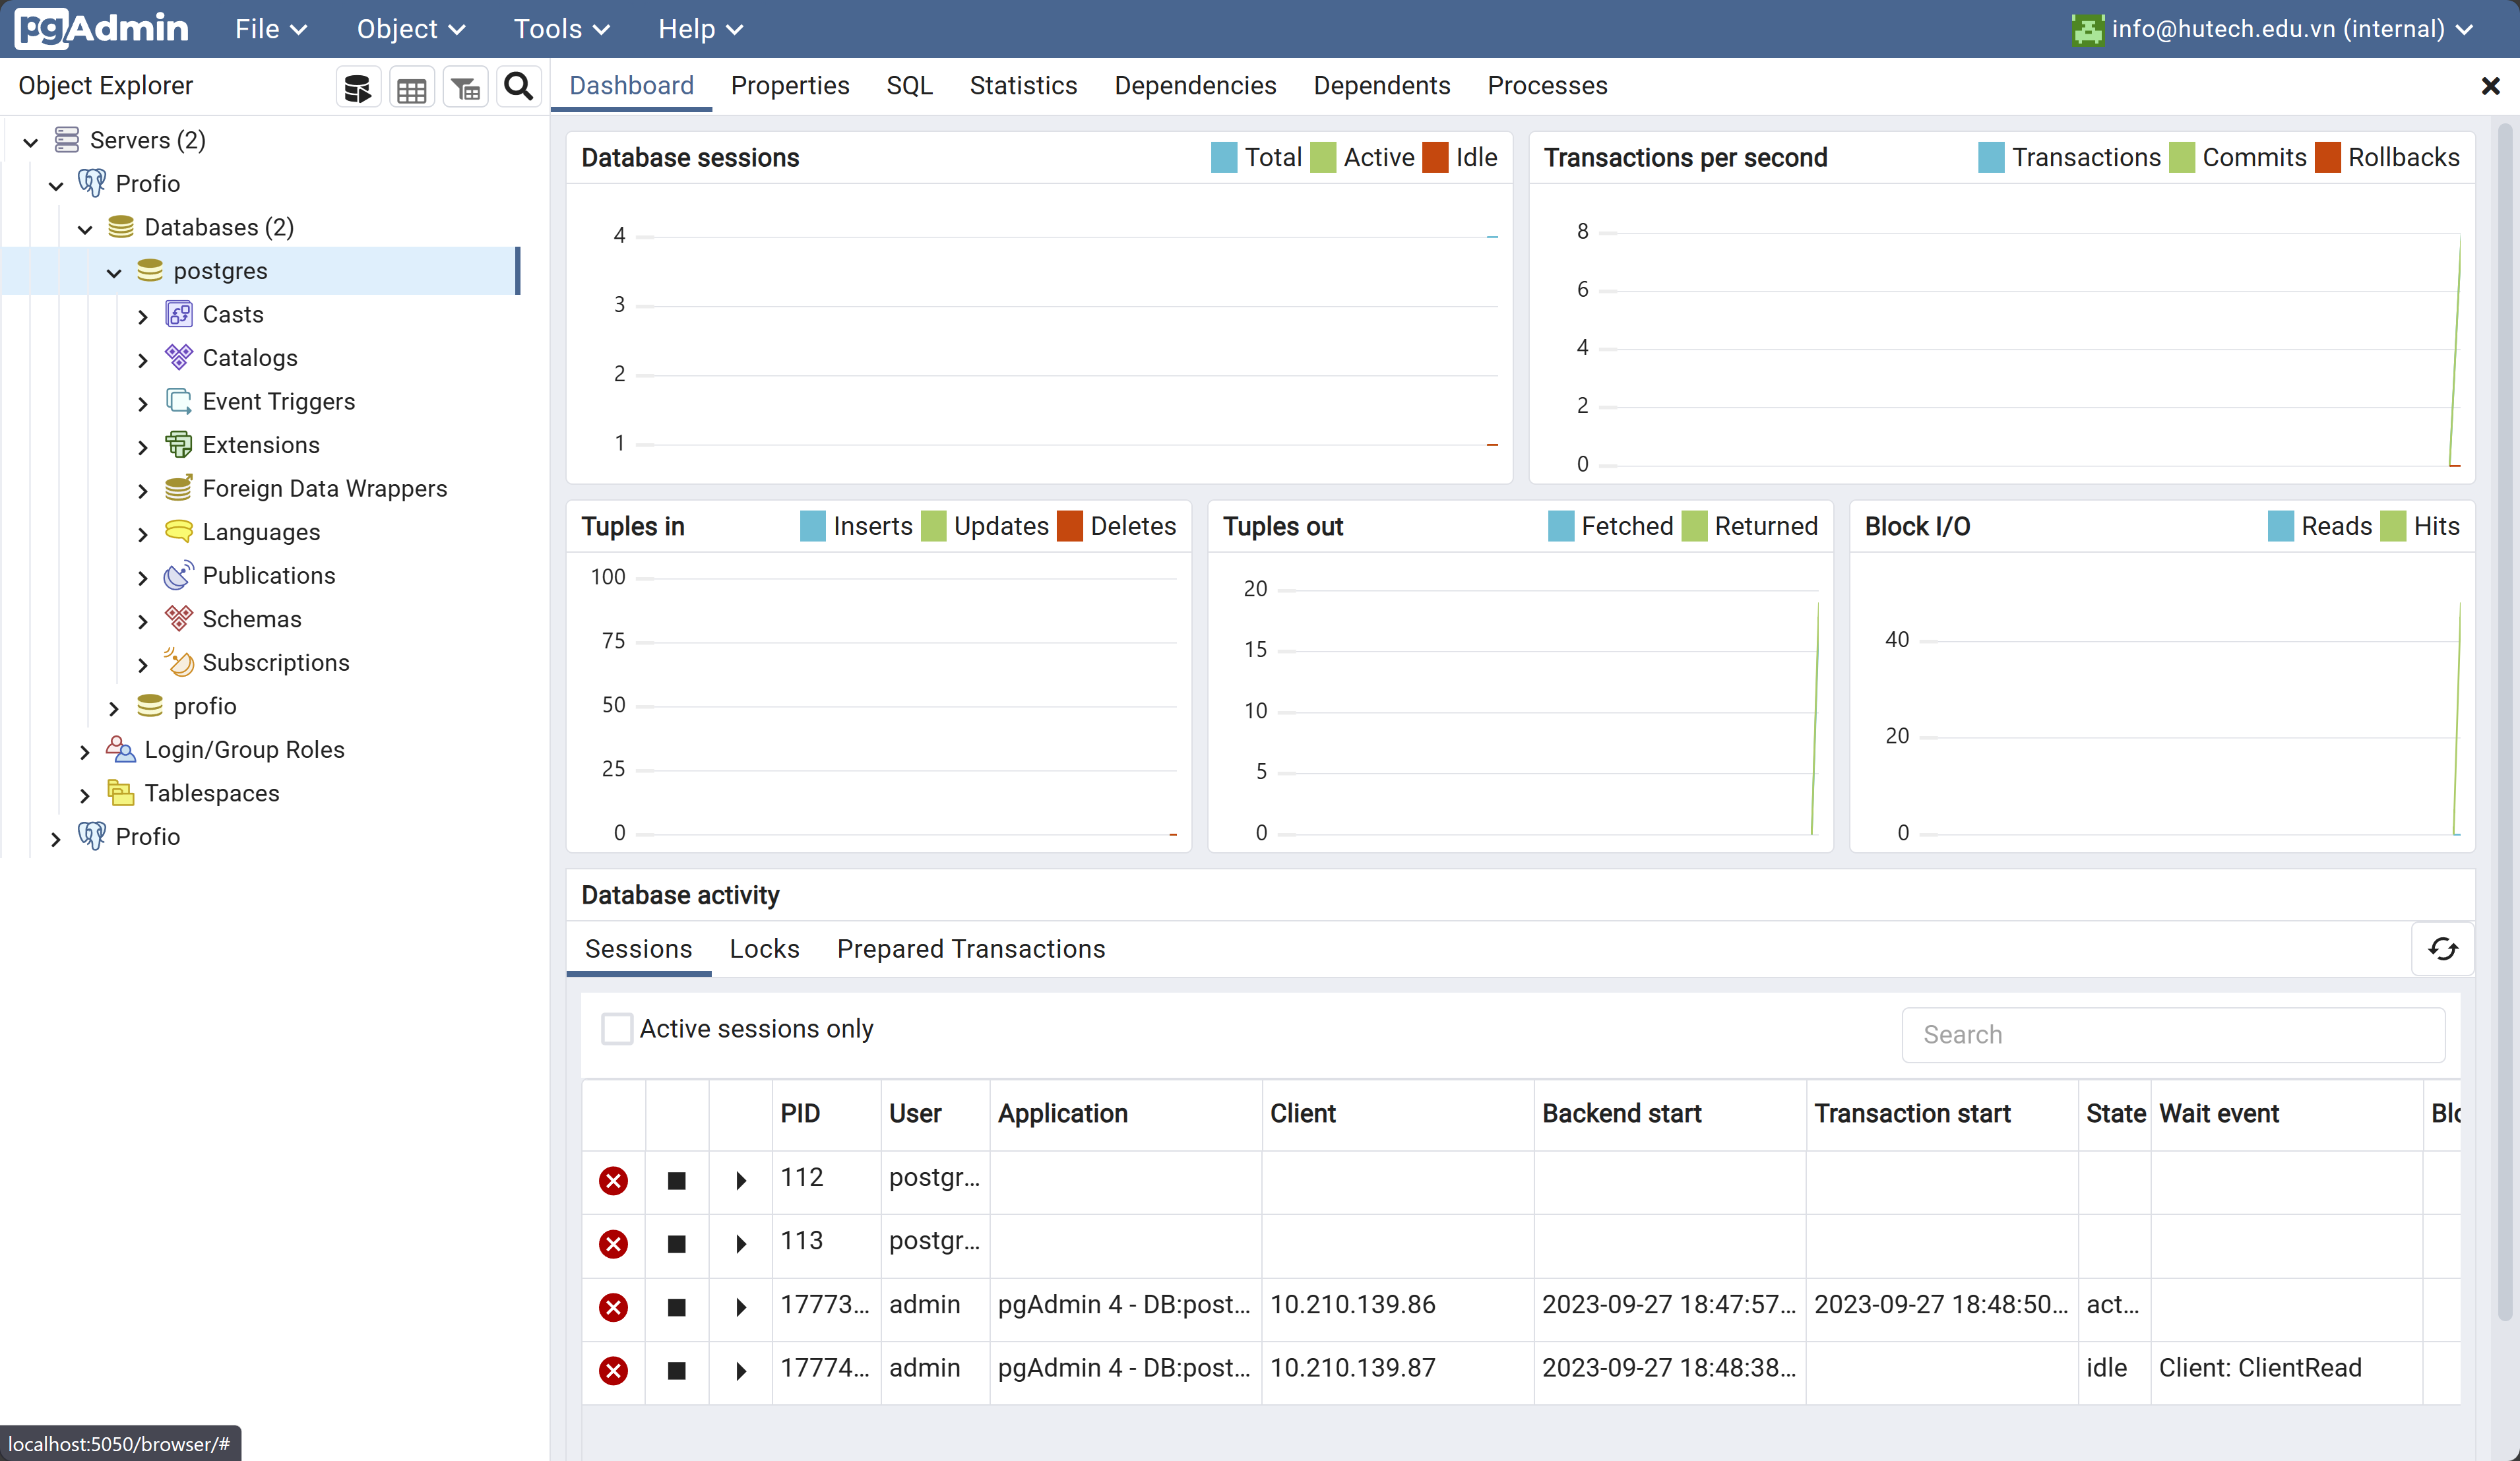 pgAdmin File Object Tools Help info@hutech.edu.vn (internal)
Object Explorer
Dashboard Properties SQL Statistics Dependencies Dependents Processes
Servers (2)
Profio
Databases (2)
postgres
Casts
Catalogs
Event Triggers
Extensions
Foreign Data Wrappers
Languages
Publications
Schemas
Subscriptions
profio
Login/Group Roles
Tablespaces
Profio
Database sessions Total Active Idle
4
3
2
1
Transactions per second Transactions Commits Rollbacks
8
6
4
2
0
Tuples in Inserts Updates Deletes
100
75
50
25
0
Tuples out Fetched Returned
20
15
10
5
0
Block I/O Reads Hits
40
20
0
Database activity
Sessions Locks Prepared Transactions
Active sessions only Search
PID User Application Client Backend start Transaction start State Wait event Blo
112 postgr...
113 postgr...
17773... admin pgAdmin 4 - DB:post... 10.210.139.86 2023-09-27 18:47:57... 2023-09-27 18:48:50... act...
17774... admin pgAdmin 4 - DB:post... 10.210.139.87 2023-09-27 18:48:38... idle Client: ClientRead
localhost:5050/browser/#